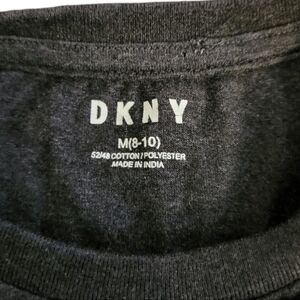 DKNY
M(8-10)
52/48 COTTON/POLYESTER
MADE IN INDIA